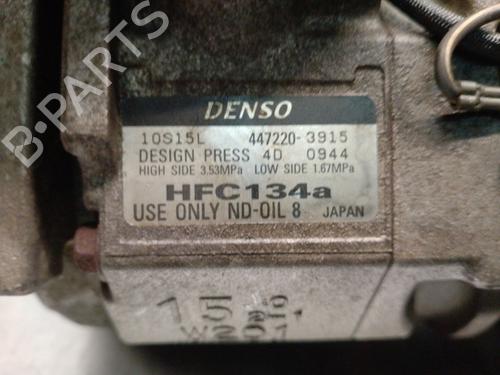 DENSO
10S15L 447220-3915
DESIGN PRESS 4D 0944
HIGH SIDE 3.53MPa LOW SIDE 1.67MPa
HFC134a
USE ONLY ND-OIL 8 JAPAN